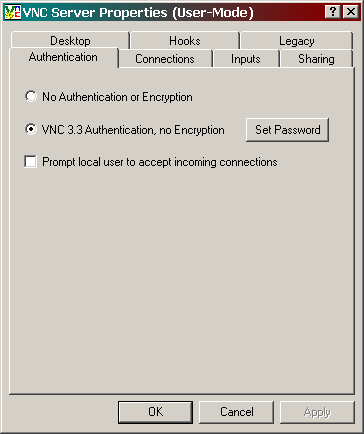 VNC Server Properties (User-Mode)
Desktop Hooks Legacy
Authentication Connections Inputs Sharing
No Authentication or Encryption
VNC 3.3 Authentication, no Encryption Set Password
Prompt local user to accept incoming connections
OK Cancel Apply